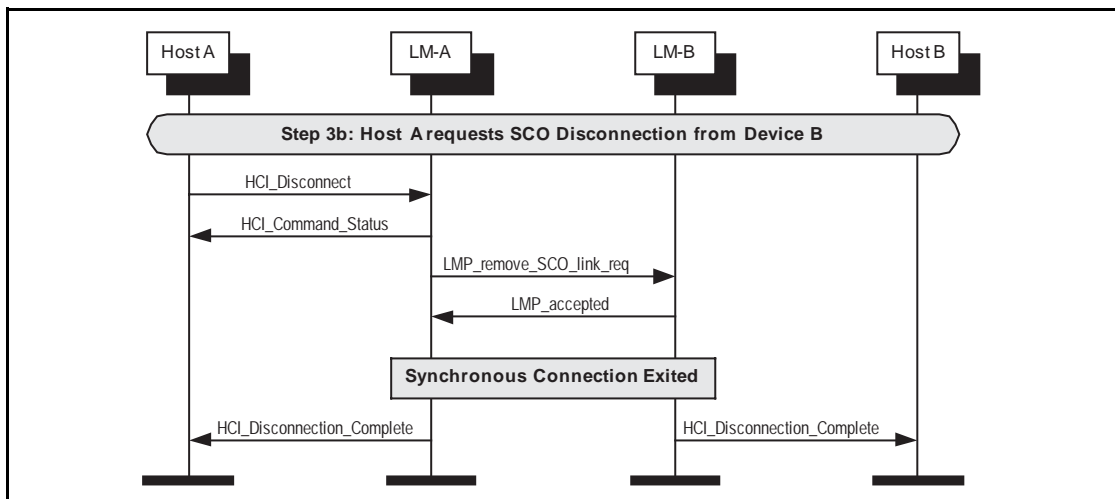 Host A
LM-A
LM-B
Host B
Step 3b: Host A requests SCO Disconnection from Device B
HCI_Disconnect
HCI_Command_Status
LMP_remove_SCO_link_req
LMP_accepted
Synchronous Connection Exited
HCI_Disconnection_Complete
HCI_Disconnection_Complete